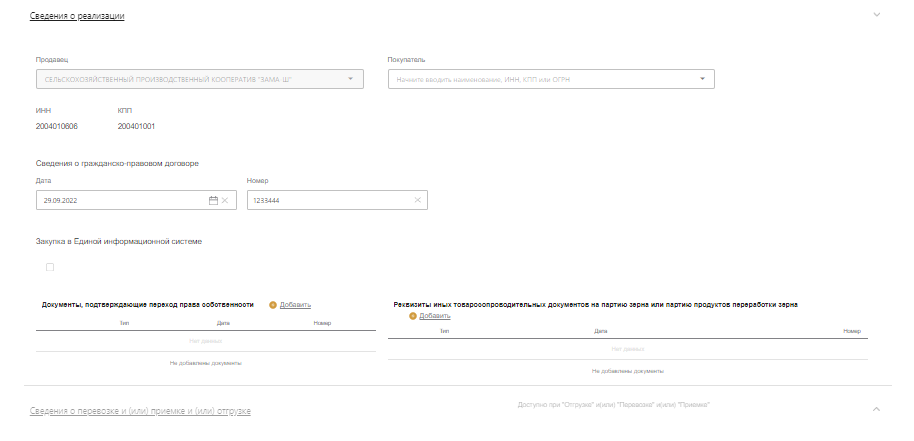 Сведения о реализации
Продавец
Покупатель
СЕЛЬСКОХОЗЯЙСТВЕННЫЙ ПРОИЗВОДСТВЕННЫЙ КООПЕРАТИВ "ЗАМА-Ш"
Начните вводить наименование, ИНН, КПП или ОГРН
ИНН
КПП
2004010606
200401001
Сведения о гражданско-правовом договоре
Дата
Номер
29.09.2022
1233444
Закупка в Единой информационной системе
Документы, подтверждающие переход права собственности
Добавить
Тип
Дата
Номер
Нет данных
Не добавлены документы
Реквизиты иных товаросопроводительных документов на партию зерна или партию продуктов переработки зерна
Добавить
Тип
Дата
Номер
Нет данных
Не добавлены документы
Сведения о перевозке и (или) приемке и (или) отгрузке
Доступно при "Отгрузке" и(или) "Перевозке" и(или) "Приемке"